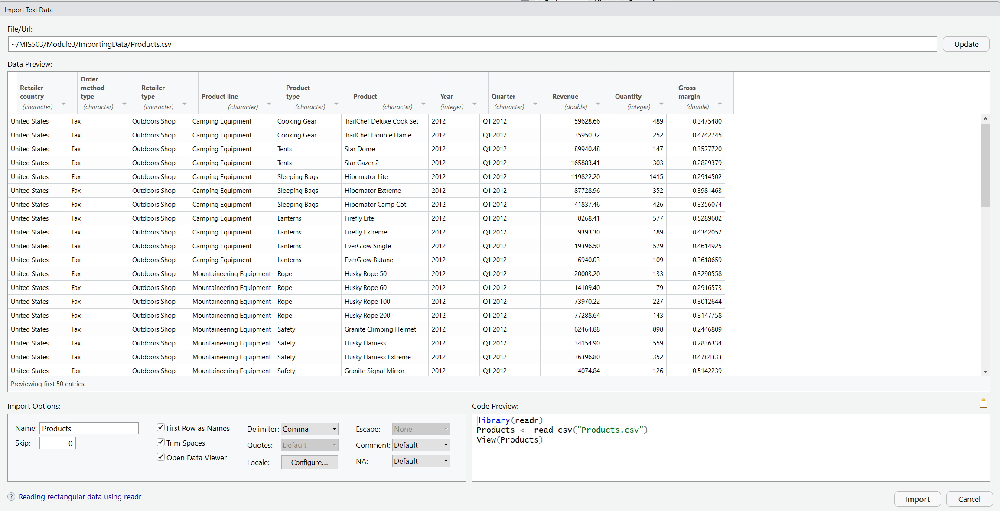 Import Text Data
File/Url:
~/MIS503/Module3/ImportingData/Products.csv
Update
Data Preview:
Retailer country (character) Order method type (character) Retailer type (character) Product line (character) Product type (character) Product (character) Year (integer) Quarter (character) Revenue (double) Quantity (integer) Gross margin (double)
United States Fax Outdoors Shop Camping Equipment Cooking Gear TrailChef Deluxe Cook Set 2012 Q1 2012 59628.66 489 0.3475480
United States Fax Outdoors Shop Camping Equipment Cooking Gear TrailChef Double Flame 2012 Q1 2012 35950.32 252 0.4742745
United States Fax Outdoors Shop Camping Equipment Tents Star Dome 2012 Q1 2012 89940.48 147 0.3527720
United States Fax Outdoors Shop Camping Equipment Tents Star Gazer 2 2012 Q1 2012 165883.41 303 0.2829379
United States Fax Outdoors Shop Camping Equipment Sleeping Bags Hibernator Lite 2012 Q1 2012 119822.20 1415 0.2914502
United States Fax Outdoors Shop Camping Equipment Sleeping Bags Hibernator Extreme 2012 Q1 2012 87728.96 352 0.3981463
United States Fax Outdoors Shop Camping Equipment Sleeping Bags Hibernator Camp Cot 2012 Q1 2012 41837.46 426 0.3356074
United States Fax Outdoors Shop Camping Equipment Lanterns Firefly Lite 2012 Q1 2012 8268.41 577 0.5289602
United States Fax Outdoors Shop Camping Equipment Lanterns Firefly Extreme 2012 Q1 2012 9393.30 189 0.4342052
United States Fax Outdoors Shop Camping Equipment Lanterns EverGlow Single 2012 Q1 2012 19396.50 579 0.4614925
United States Fax Outdoors Shop Camping Equipment Lanterns EverGlow Butane 2012 Q1 2012 6940.03 109 0.3618659
United States Fax Outdoors Shop Mountaineering Equipment Rope Husky Rope 50 2012 Q1 2012 20003.20 133 0.3290558
United States Fax Outdoors Shop Mountaineering Equipment Rope Husky Rope 60 2012 Q1 2012 14109.40 79 0.2916573
United States Fax Outdoors Shop Mountaineering Equipment Rope Husky Rope 100 2012 Q1 2012 73970.22 227 0.3012644
United States Fax Outdoors Shop Mountaineering Equipment Rope Husky Rope 200 2012 Q1 2012 77288.64 143 0.3147758
United States Fax Outdoors Shop Mountaineering Equipment Safety Granite Climbing Helmet 2012 Q1 2012 62464.88 898 0.2446809
United States Fax Outdoors Shop Mountaineering Equipment Safety Husky Harness 2012 Q1 2012 34154.90 559 0.2836334
United States Fax Outdoors Shop Mountaineering Equipment Safety Husky Harness Extreme 2012 Q1 2012 36396.80 352 0.4784333
United States Fax Outdoors Shop Mountaineering Equipment Safety Granite Signal Mirror 2012 Q1 2012 4074.84 126 0.5142239
Previewing first 50 entries.
Import Options:
Name: Products
Skip: 0
First Row as Names
Trim Spaces
Open Data Viewer
Delimiter: Comma
Quotes: Default
Locale: Configure...
Escape: None
Comment: Default
NA: Default
Code Preview:
library(readr)
Products <- read_csv("Products.csv")
View(Products)
? Reading rectangular data using readr
Import
Cancel